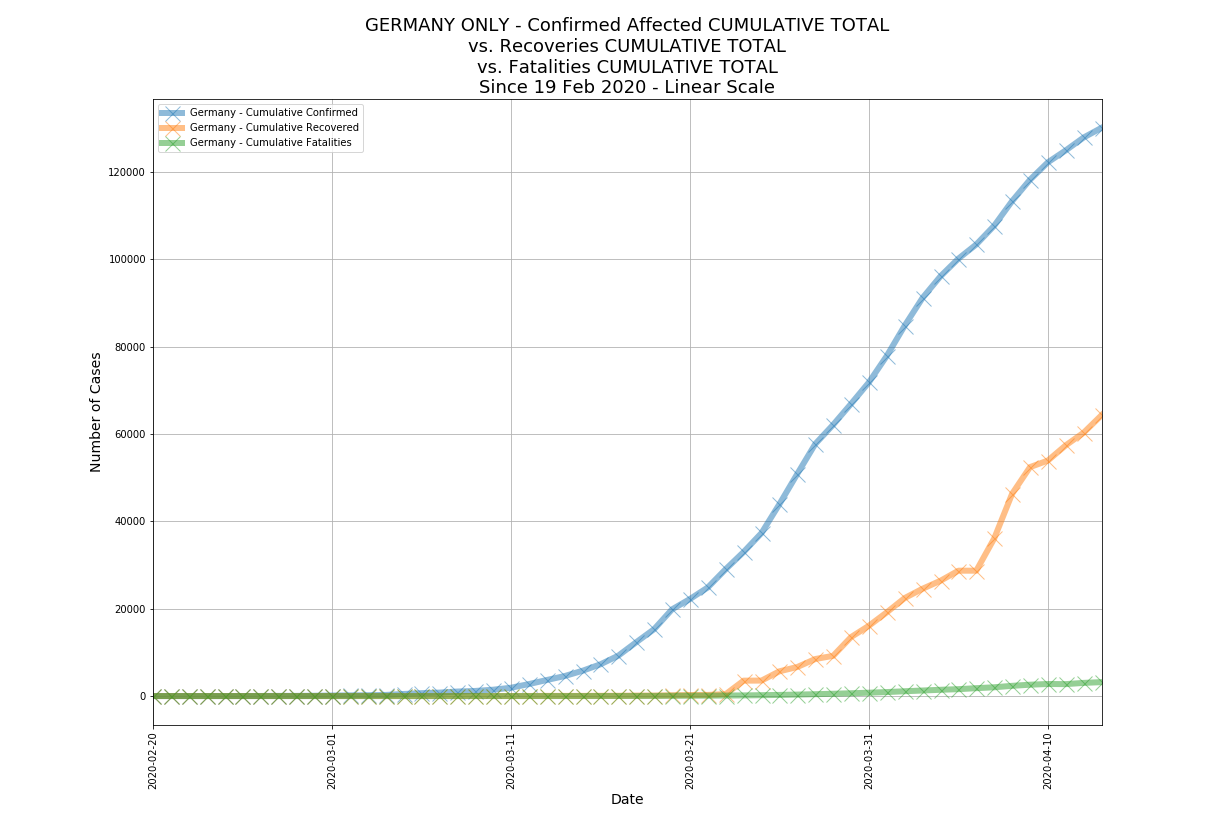 GERMANY ONLY - Confirmed Affected CUMULATIVE TOTAL
vs. Recoveries CUMULATIVE TOTAL
vs. Fatalities CUMULATIVE TOTAL
Since 19 Feb 2020 - Linear Scale
Germany - Cumulative Confirmed
Germany - Cumulative Recovered
Germany - Cumulative Fatalities
120000
100000
80000
60000
40000
20000
0
Number of Cases
2020-02-20
2020-03-01
2020-03-11
2020-03-21
2020-03-31
2020-04-10
Date